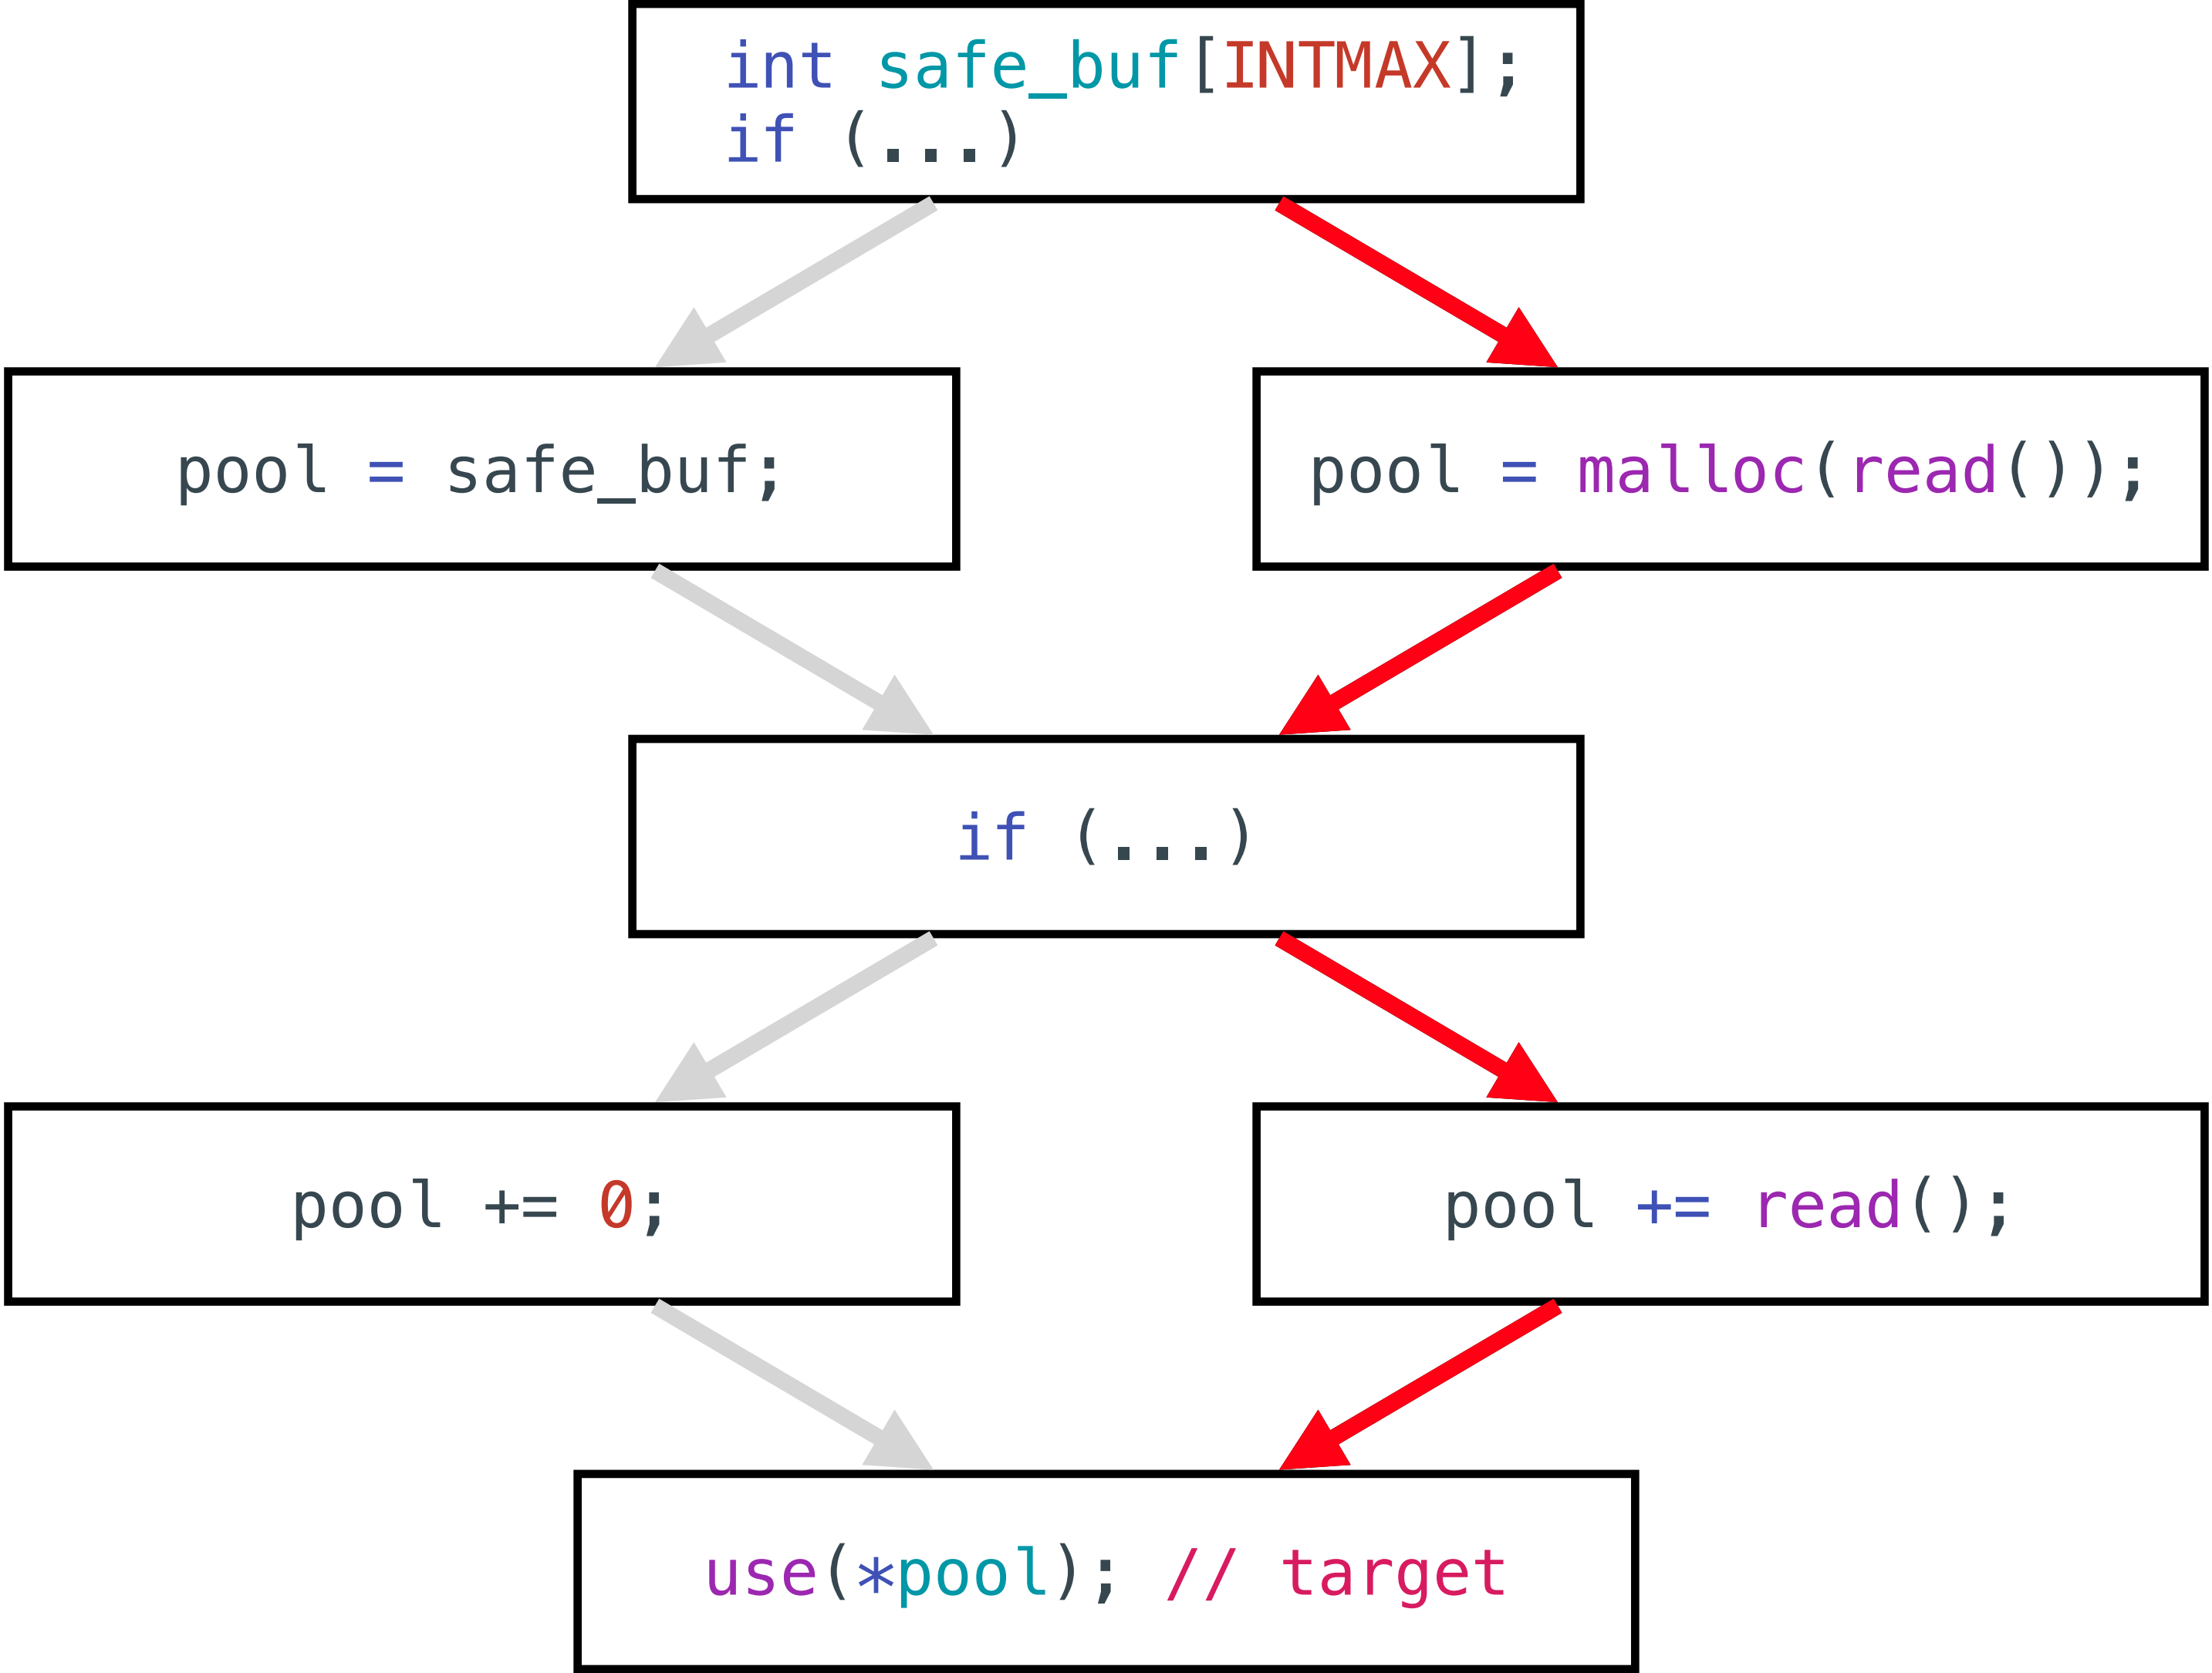 int safe_buf[INTMAX];
if (...)
pool = safe_buf;
pool = malloc(read());
if (...)
pool += 0;
pool += read();
use(*pool); // target